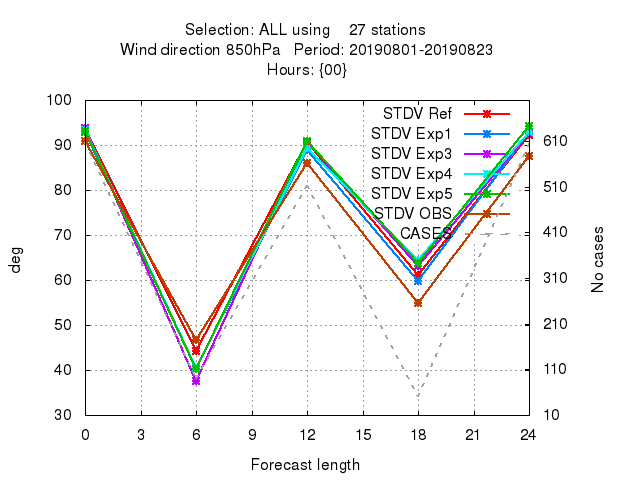 Selection: ALL using 27 stations
Wind direction 850hPa Period: 20190801-20190823
Hours: {00}
100
90
80
70
60
50
40
30
deg
STDV Ref
STDV Exp1
STDV Exp3
STDV Exp4
STDV Exp5
STDV OBS
CASES
610
510
410
310
210
110
10
No cases
0 3 6 9 12 15 18 21 24
Forecast length